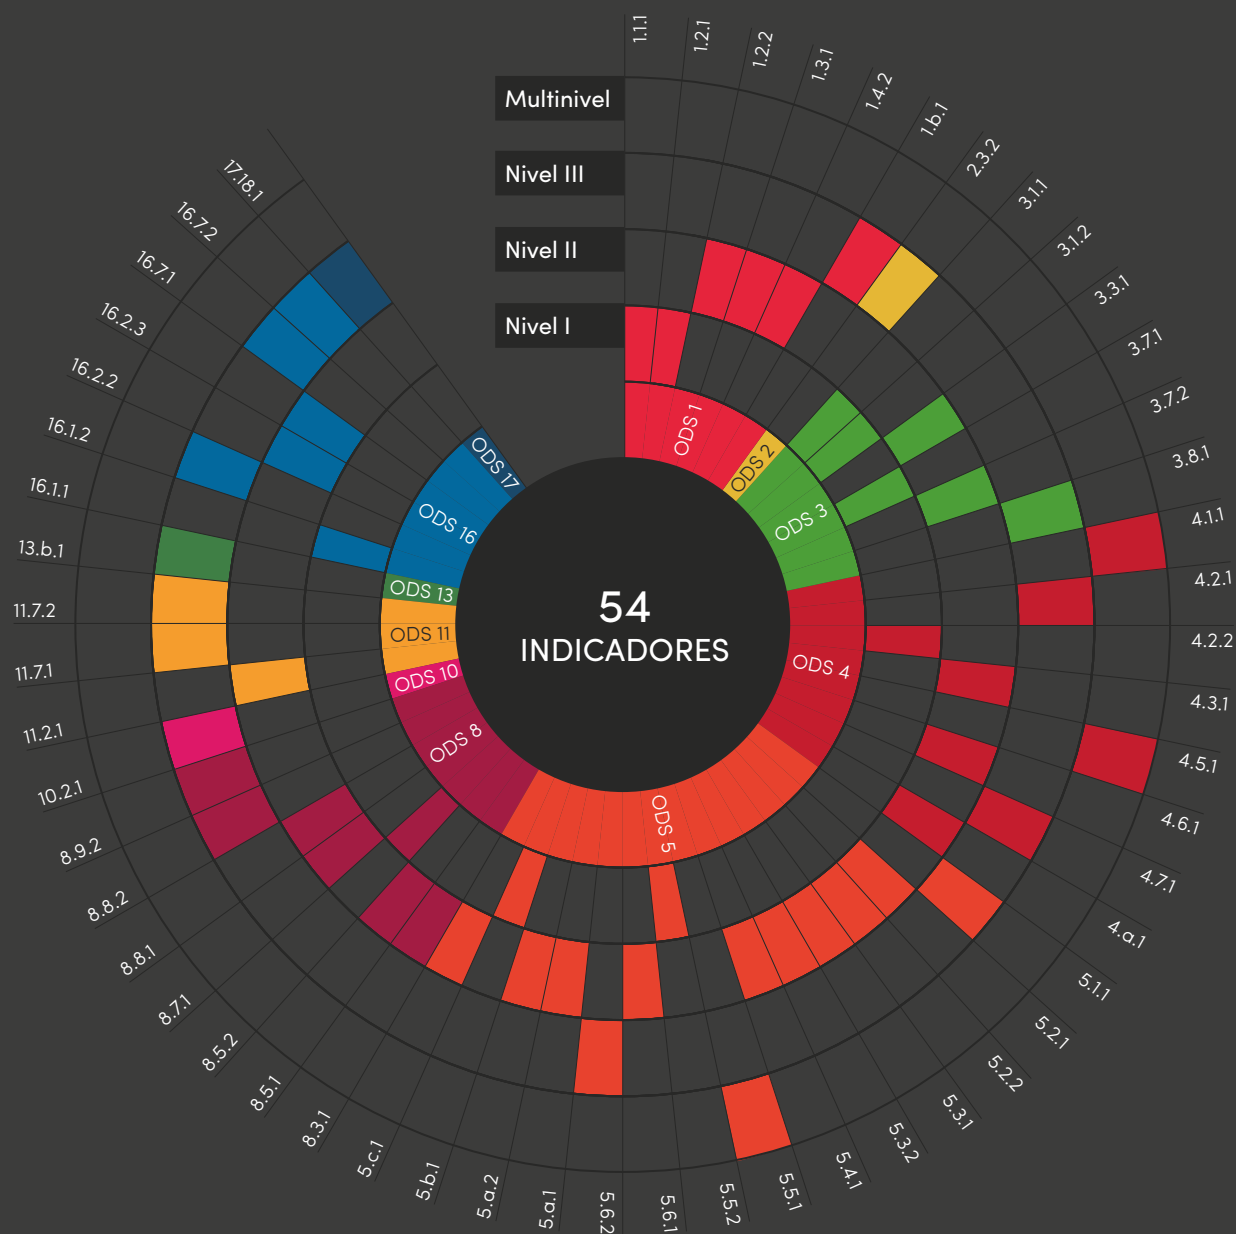 Multinivel
Nivel III
Nivel II
Nivel I
1.1.1
1.2.1
1.2.2
1.3.1
1.4.2
1.b.1
2.3.2
3.1.1
3.1.2
3.3.1
3.7.1
3.7.2
3.8.1
4.1.1
4.2.1
4.2.2
4.3.1
4.5.1
4.6.1
4.7.1
4.a.1
5.1.1
5.2.1
5.2.2
5.3.1
5.3.2
5.4.1
5.5.1
5.5.2
5.6.1
5.6.2
5.a.1
5.a.2
5.b.1
5.c.1
8.3.1
8.5.1
8.5.2
8.7.1
8.8.1
8.8.2
8.9.2
10.2.1
11.2.1
11.7.1
11.7.2
13.b.1
16.1.1
16.1.2
16.2.2
16.2.3
16.7.1
16.7.2
17.18.1
ODS 1
ODS 2
ODS 3
ODS 4
ODS 5
ODS 8
ODS 10
ODS 11
ODS 13
ODS 16
ODS 17
54
INDICADORES